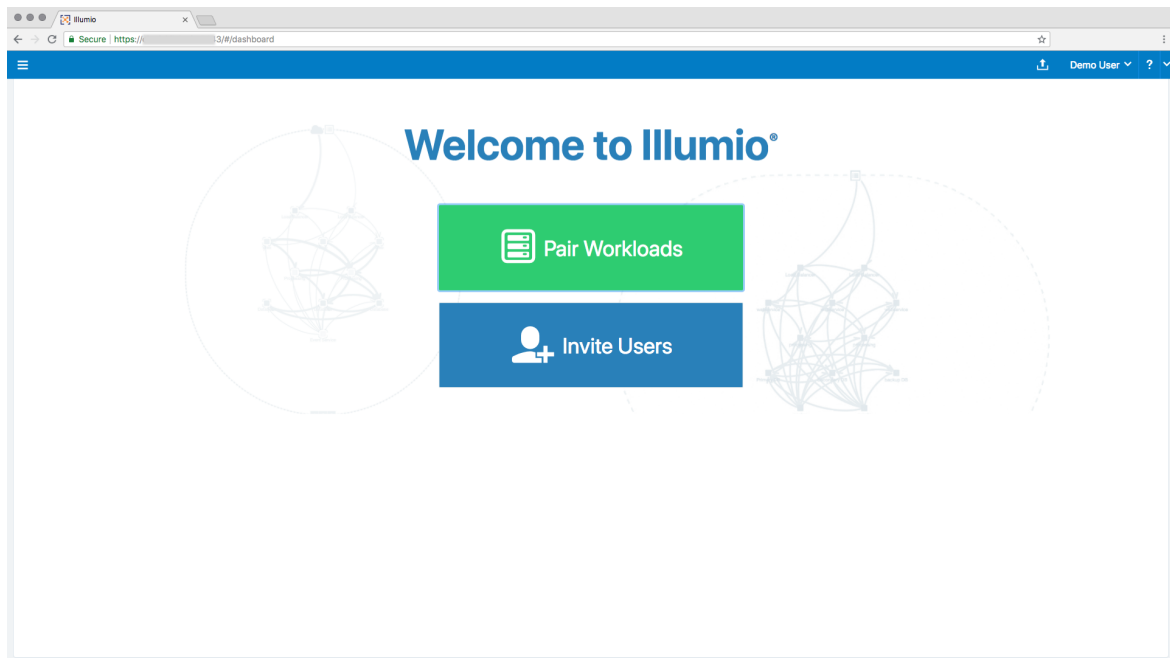 Illumio
Secure https:// 3/#/dashboard
Demo User ?
Welcome to Illumio®
Pair Workloads
Invite Users